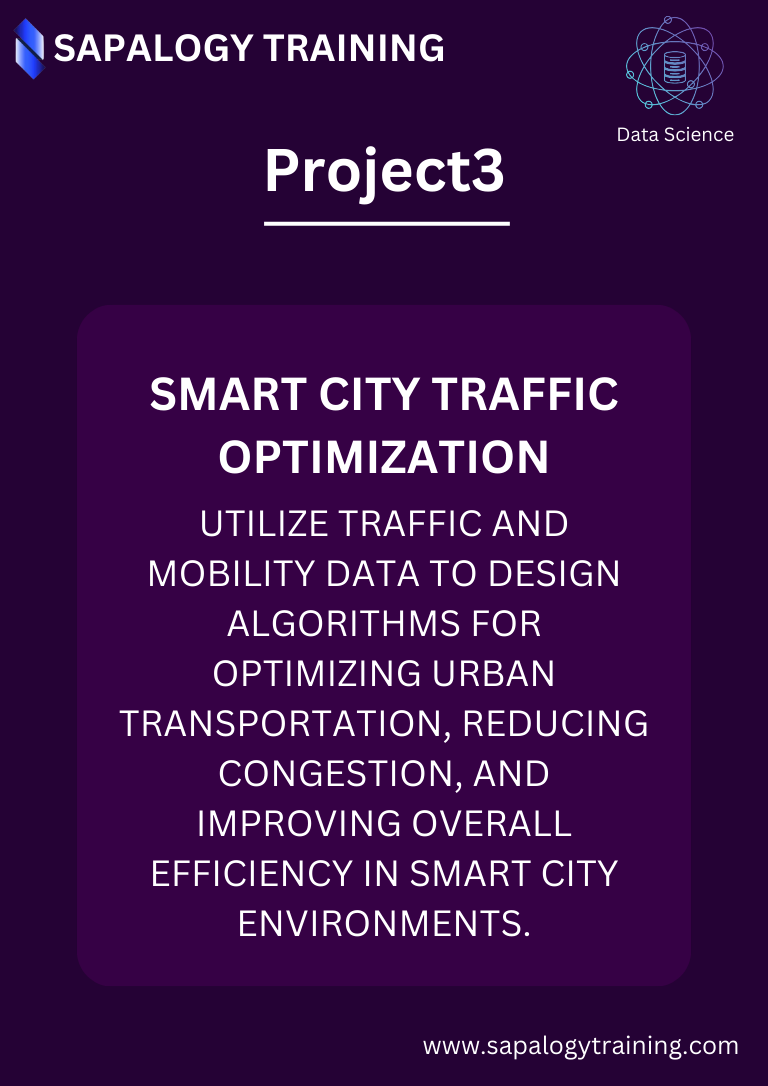 SAPALOGY TRAINING
Data Science
Project3
SMART CITY TRAFFIC
OPTIMIZATION
UTILIZE TRAFFIC AND
MOBILITY DATA TO DESIGN
ALGORITHMS FOR
OPTIMIZING URBAN
TRANSPORTATION, REDUCING
CONGESTION, AND
IMPROVING OVERALL
EFFICIENCY IN SMART CITY
ENVIRONMENTS.
www.sapalogytraining.com